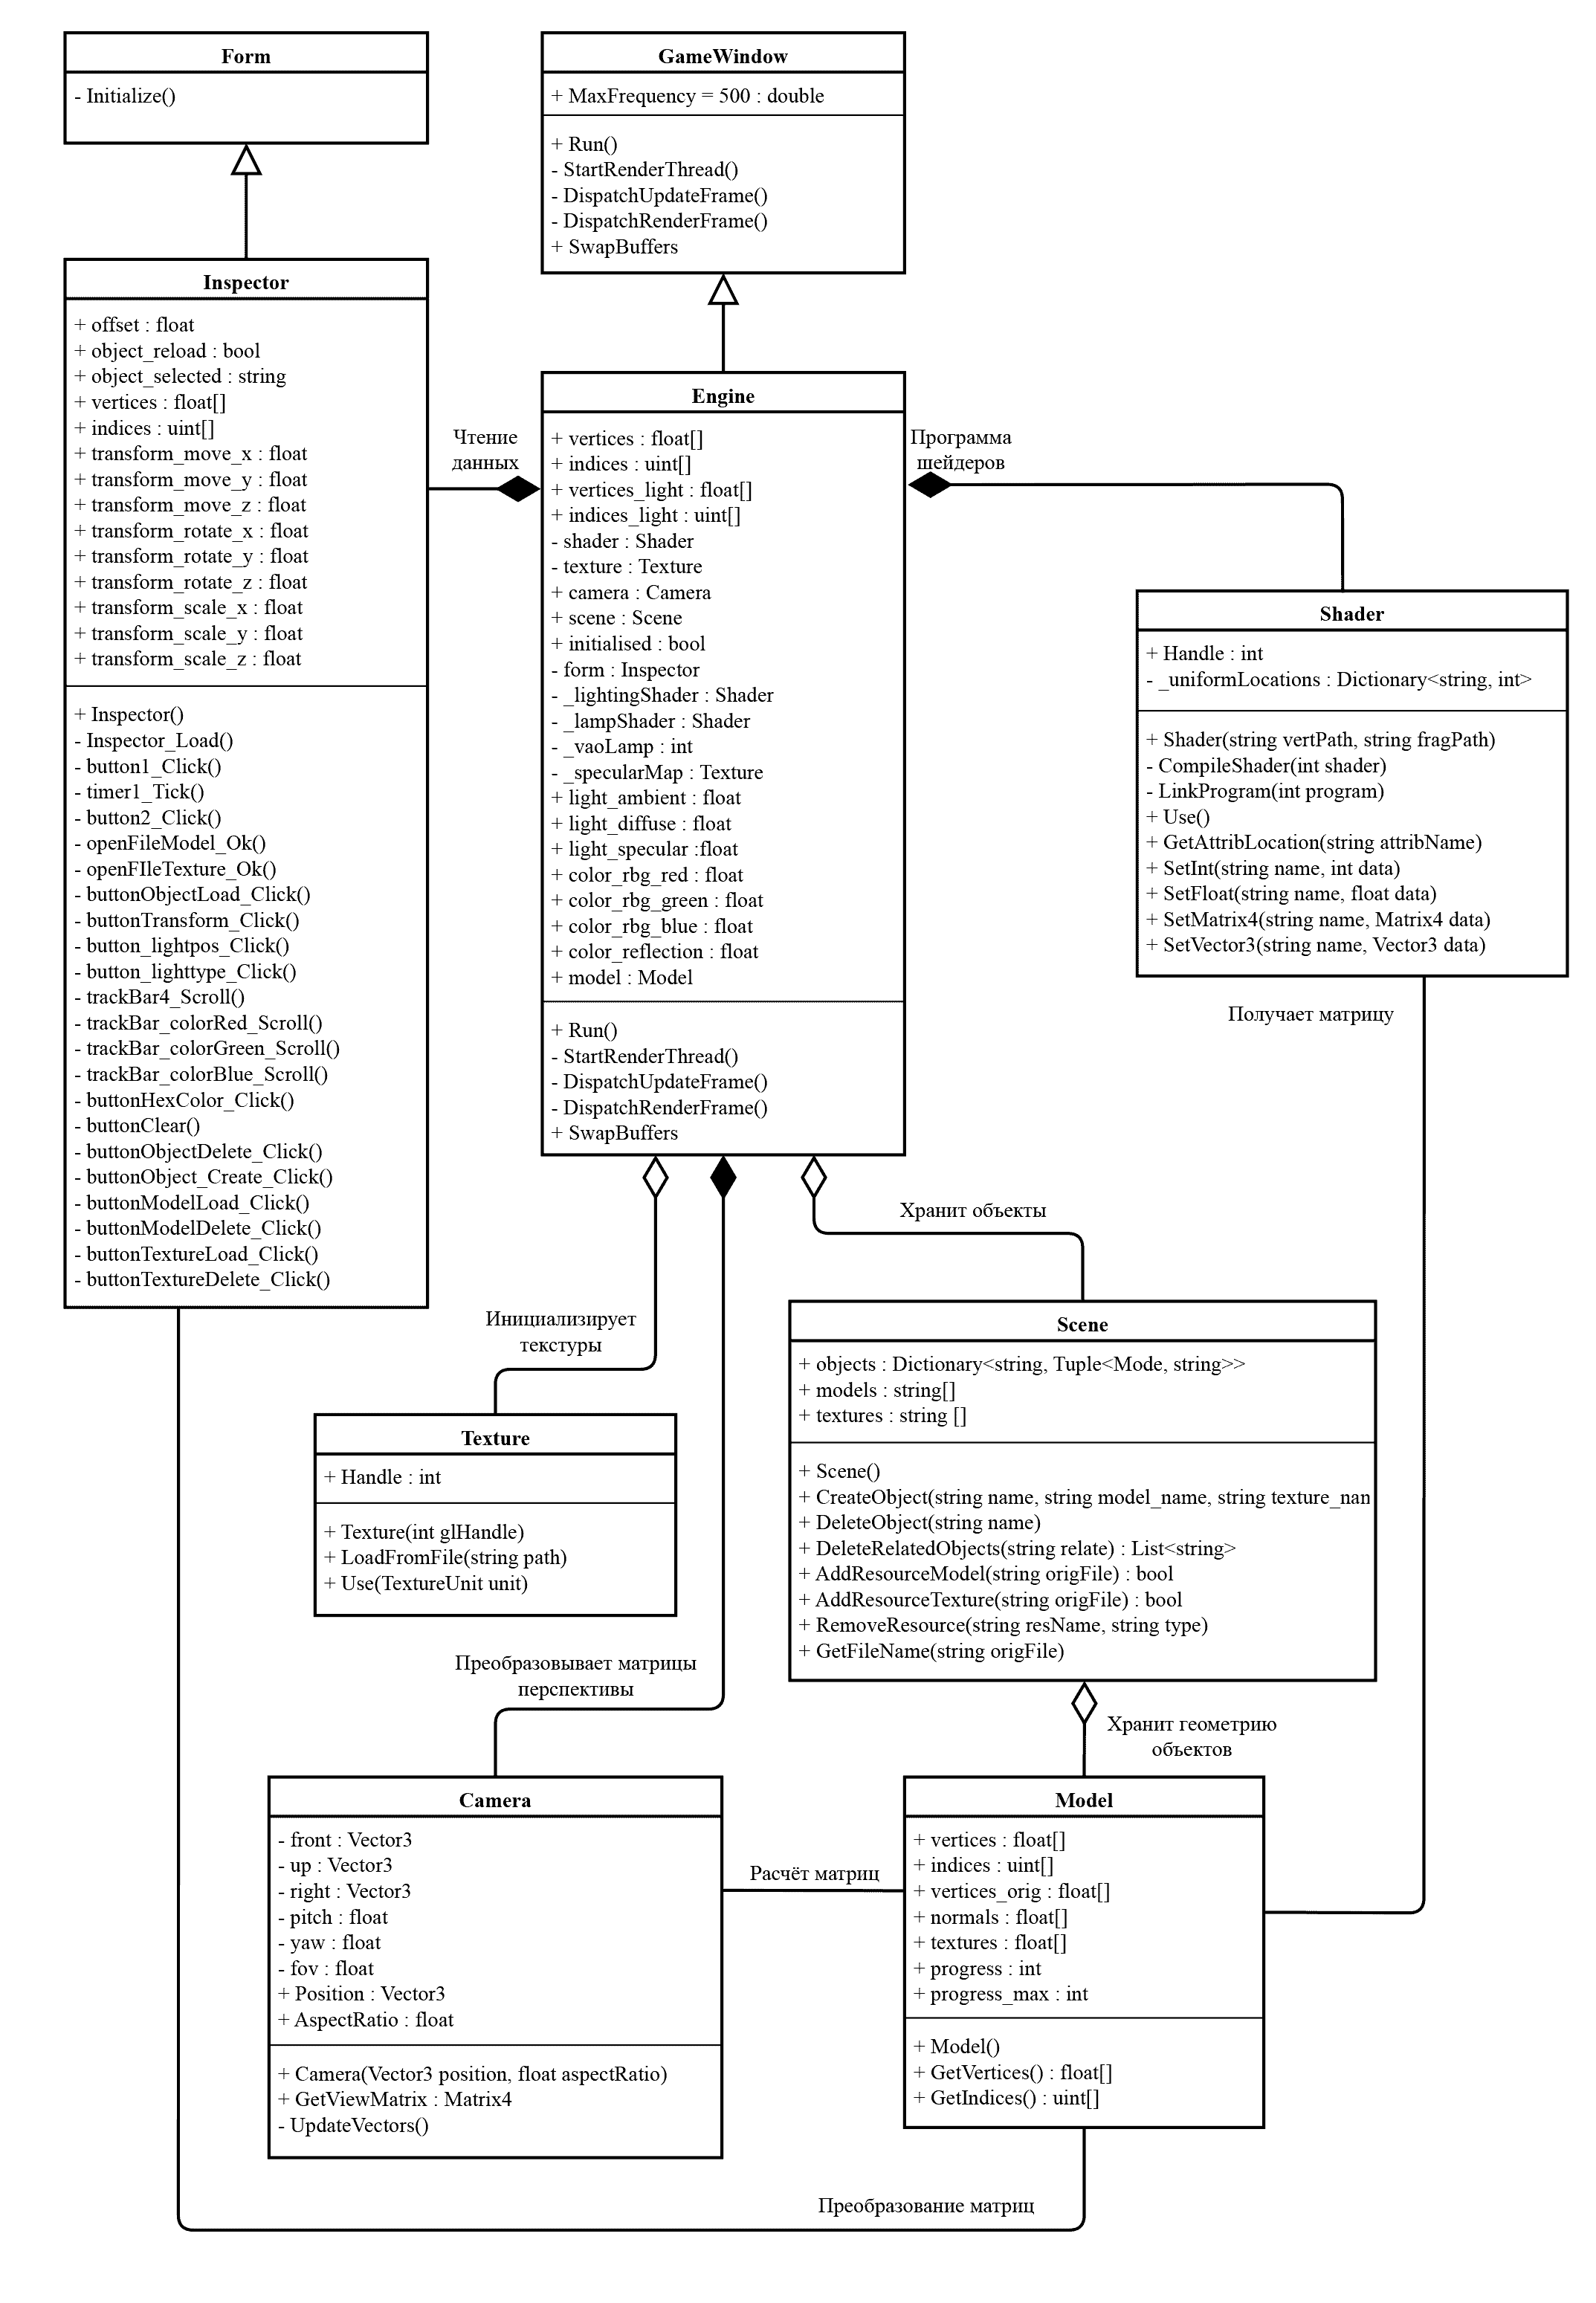 Form
- Initialize()
GameWindow
+ MaxFrequency = 500 : double
+ Run()
- StartRenderThread()
- DispatchUpdateFrame()
- DispatchRenderFrame()
+ SwapBuffers
Inspector
+ offset : float
+ object_reload : bool
+ object_selected : string
+ vertices : float[]
+ indices : uint[]
+ transform_move_x : float
+ transform_move_y : float
+ transform_move_z : float
+ transform_rotate_x : float
+ transform_rotate_y : float
+ transform_rotate_z : float
+ transform_scale_x : float
+ transform_scale_y : float
+ transform_scale_z : float
+ Inspector()
- Inspector_Load()
- button1_Click()
- timer1_Tick()
- button2_Click()
- openFileModel_Ok()
- openFIleTexture_Ok()
- buttonObjectLoad_Click()
- buttonTransform_Click()
- button_lightpos_Click()
- button_lighttype_Click()
- trackBar4_Scroll()
- trackBar_colorRed_Scroll()
- trackBar_colorGreen_Scroll()
- trackBar_colorBlue_Scroll()
- buttonHexColor_Click()
- buttonClear()
- buttonObjectDelete_Click()
- buttonObject_Create_Click()
- buttonModelLoad_Click()
- buttonModelDelete_Click()
- buttonTextureLoad_Click()
- buttonTextureDelete_Click()
Чтение
данных
Engine
+ vertices : float[]
+ indices : uint[]
+ vertices_light : float[]
+ indices_light : uint[]
- shader : Shader
- texture : Texture
+ camera : Camera
+ scene : Scene
+ initialised : bool
- form : Inspector
- _lightingShader : Shader
- _lampShader : Shader
- _vaoLamp : int
- _specularMap : Texture
+ light_ambient : float
+ light_diffuse : float
+ light_specular :float
+ color_rbg_red : float
+ color_rbg_green : float
+ color_rbg_blue : float
+ color_reflection : float
+ model : Model
+ Run()
- StartRenderThread()
- DispatchUpdateFrame()
- DispatchRenderFrame()
+ SwapBuffers
Программа
шейдеров
Shader
+ Handle : int
- _uniformLocations : Dictionary<string, int>
+ Shader(string vertPath, string fragPath)
- CompileShader(int shader)
- LinkProgram(int program)
+ Use()
+ GetAttribLocation(string attribName)
+ SetInt(string name, int data)
+ SetFloat(string name, float data)
+ SetMatrix4(string name, Matrix4 data)
+ SetVector3(string name, Vector3 data)
Получает матрицу
Хранит объекты
Инициализирует
текстуры
Texture
+ Handle : int
+ Texture(int glHandle)
+ LoadFromFile(string path)
+ Use(TextureUnit unit)
Scene
+ objects : Dictionary<string, Tuple<Mode, string>>
+ models : string[]
+ textures : string []
+ Scene()
+ CreateObject(string name, string model_name, string texture_nan
+ DeleteObject(string name)
+ DeleteRelatedObjects(string relate) : List<string>
+ AddResourceModel(string origFile) : bool
+ AddResourceTexture(string origFile) : bool
+ RemoveResource(string resName, string type)
+ GetFileName(string origFile)
Преобразовывает матрицы
перспективы
Хранит геометрию
объектов
Camera
- front : Vector3
- up : Vector3
- right : Vector3
- pitch : float
- yaw : float
- fov : float
+ Position : Vector3
+ AspectRatio : float
+ Camera(Vector3 position, float aspectRatio)
+ GetViewMatrix : Matrix4
- UpdateVectors()
Расчёт матриц
Model
+ vertices : float[]
+ indices : uint[]
+ vertices_orig : float[]
+ normals : float[]
+ textures : float[]
+ progress : int
+ progress_max : int
+ Model()
+ GetVertices() : float[]
+ GetIndices() : uint[]
Преобразование матриц